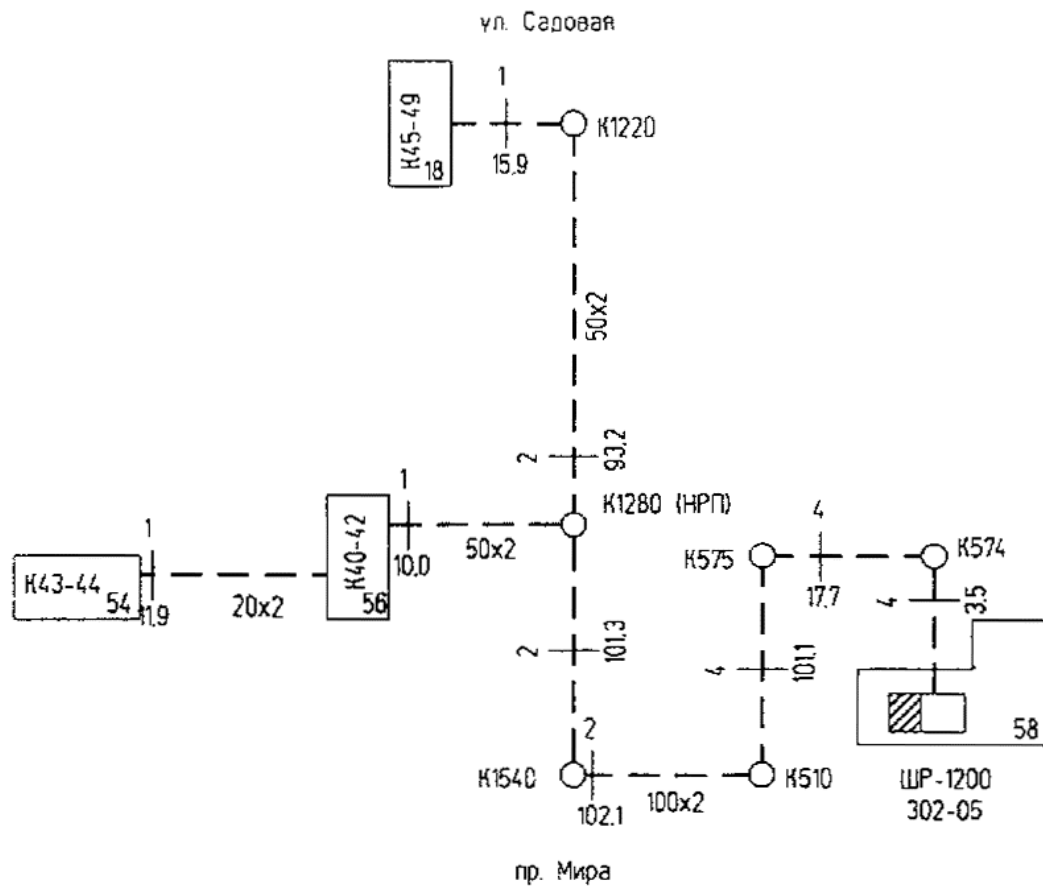 ул. Садовая
1
К45-49
18
15.9
К1220
50х2
2
93.2
1
К40-42
56
10.0
50х2
К1280 (НРП)
1
К43-44
54
11.9
20х2
2
101.3
К575
4
17.7
К574
4
3.5
4
101.1
58
К1540
2
102.1
100х2
К510
ШР-1200
302-05
пр. Мира